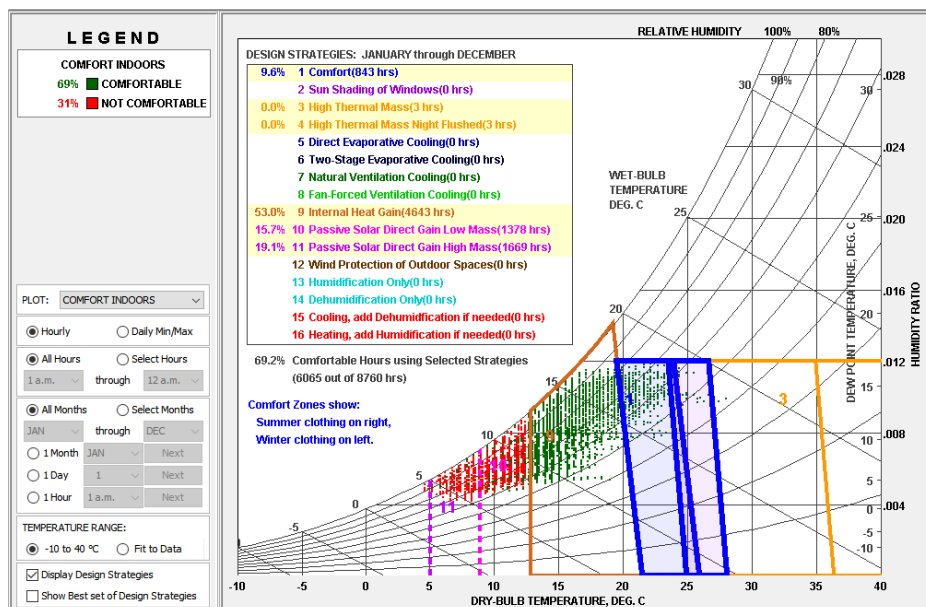 LEGEND
COMFORT INDOORS
69% COMFORTABLE
31% NOT COMFORTABLE
PLOT: COMFORT INDOORS
Hourly Daily Min/Max
All Hours Select Hours
1 a.m. through 12 a.m.
All Months Select Months
JAN through DEC
1 Month JAN Next
1 Day 1 Next
1 Hour 1 a.m. Next
TEMPERATURE RANGE:
-10 to 40 ºC Fit to Data
Display Design Strategies
Show Best set of Design Strategies
RELATIVE HUMIDITY 100% 80%
DESIGN STRATEGIES: JANUARY through DECEMBER
9.6% 1 Comfort(843 hrs)
2 Sun Shading of Windows(0 hrs)
0.0% 3 High Thermal Mass(3 hrs)
0.0% 4 High Thermal Mass Night Flushed(3 hrs)
5 Direct Evaporative Cooling(0 hrs)
6 Two-Stage Evaporative Cooling(0 hrs)
7 Natural Ventilation Cooling(0 hrs)
8 Fan-Forced Ventilation Cooling(0 hrs)
53.0% 9 Internal Heat Gain(4643 hrs)
15.7% 10 Passive Solar Direct Gain Low Mass(1378 hrs)
19.1% 11 Passive Solar Direct Gain High Mass(1669 hrs)
12 Wind Protection of Outdoor Spaces(0 hrs)
13 Humidification Only(0 hrs)
14 Dehumidification Only(0 hrs)
15 Cooling, add Dehumidification if needed(0 hrs)
16 Heating, add Humidification if needed(0 hrs)
69.2% Comfortable Hours using Selected Strategies
(6065 out of 8760 hrs)
Comfort Zones show:
Summer clothing on right,
Winter clothing on left.
WET-BULB
TEMPERATURE
DEG. C
90%
30
25
20
15
10
5
0
-5
1
3
9
10
11
DEW POINT TEMPERATURE, DEG. C
30
25
20
15
10
5
0
-5
-10
HUMIDITY RATIO
.028
.024
.020
.016
.012
.008
.004
-10 -5 0 5 10 15 20 25 30 35 40
DRY-BULB TEMPERATURE, DEG. C